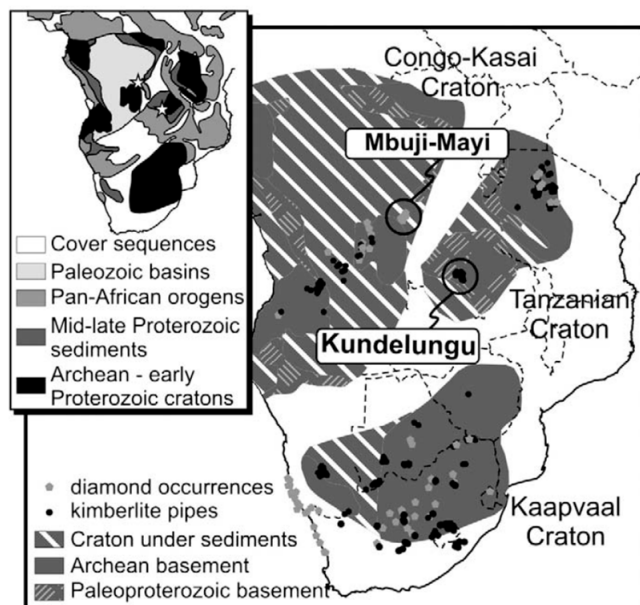 Congo-Kasai
Craton
Mbuji-Mayi
Cover sequences
Paleozoic basins
Pan-African orogens
Mid-late Proterozoic
sediments
Archean - early
Proterozoic cratons
Tanzanian
Craton
Kundelungu
diamond occurrences
kimberlite pipes
Craton under sediments
Archean basement
Paleoproterozoic basement
Kaapvaal
Craton